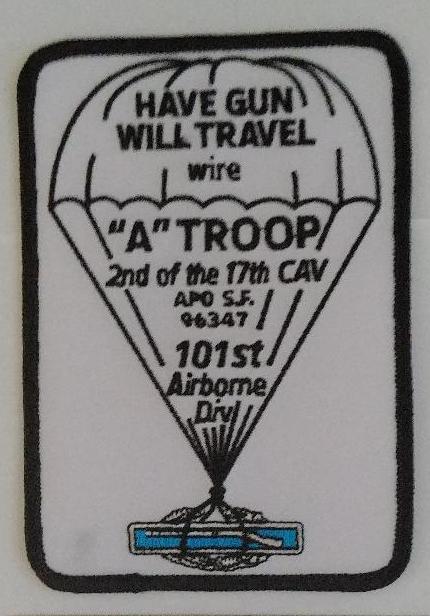 HAVE GUN
WILL TRAVEL
wire
"A" TROOP
2nd of the 17th CAV
APO S.F.
96347
101st
Airborne
Div